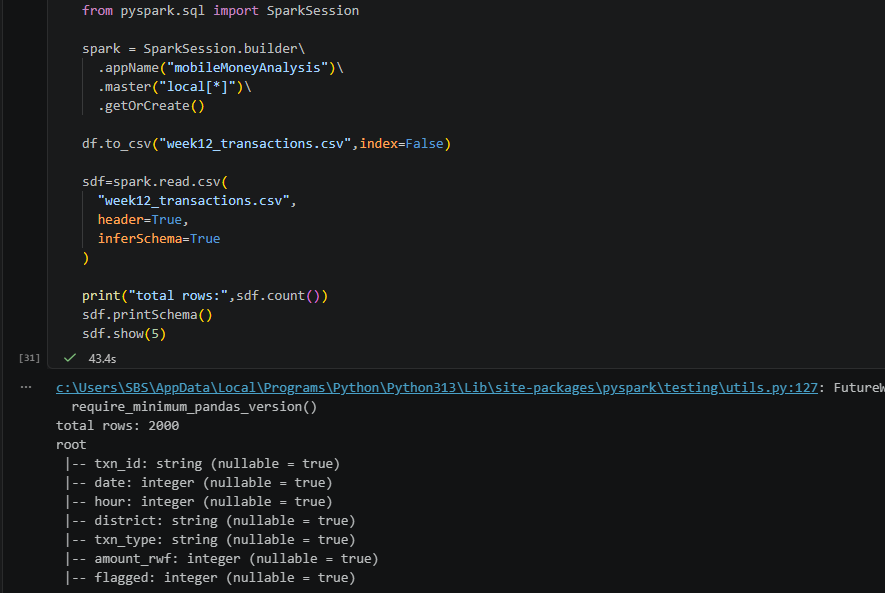 from pyspark.sql import SparkSession
spark = SparkSession.builder\
.appName("mobileMoneyAnalysis")\
.master("local[*]")\
.getOrCreate()
df.to_csv("week12_transactions.csv",index=False)
sdf=spark.read.csv(
"week12_transactions.csv",
header=True,
inferSchema=True
)
print("total rows:",sdf.count())
sdf.printSchema()
sdf.show(5)
[31] ✓ 43.4s
... c:\Users\SBS\AppData\Local\Programs\Python\Python313\Lib\site-packages\pyspark\testing\utils.py:127: FutureW
require_minimum_pandas_version()
total rows: 2000
root
|-- txn_id: string (nullable = true)
|-- date: integer (nullable = true)
|-- hour: integer (nullable = true)
|-- district: string (nullable = true)
|-- txn_type: string (nullable = true)
|-- amount_rwf: integer (nullable = true)
|-- flagged: integer (nullable = true)